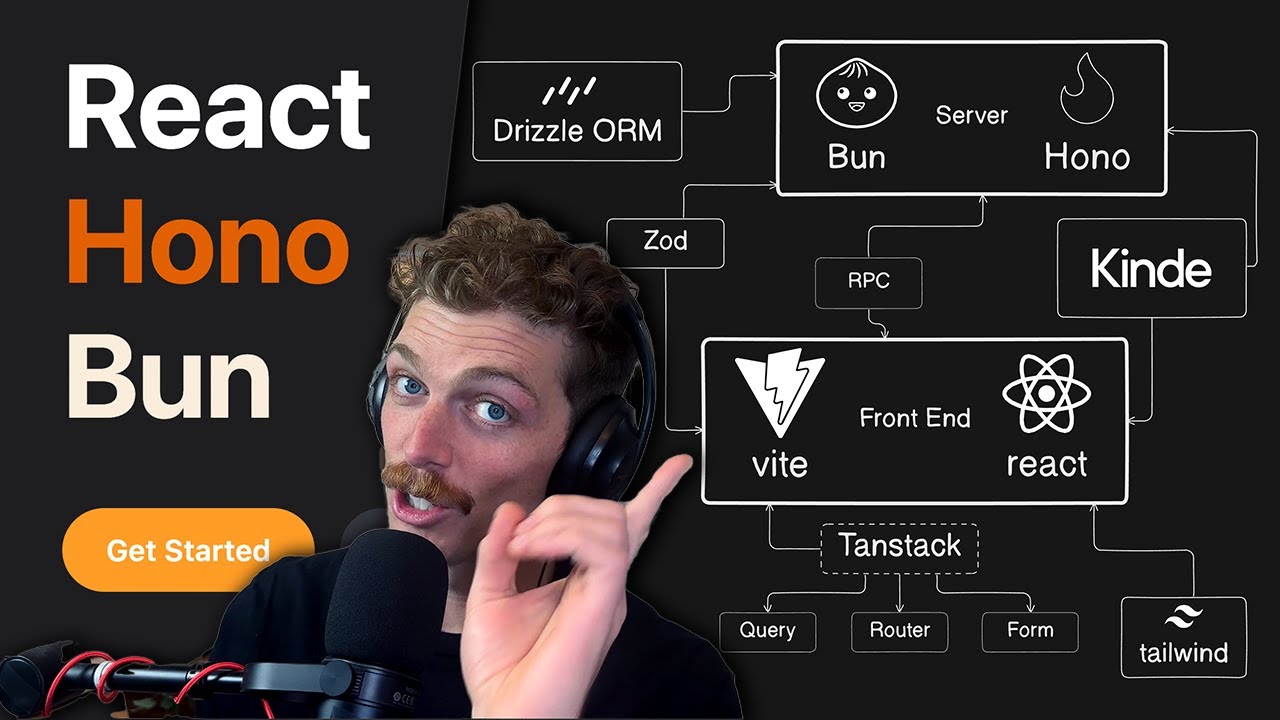 React
Hono
Bun
Get Started
Drizzle ORM
Bun
Server
Hono
Zod
RPC
Kinde
vite
Front End
react
Tanstack
Query
Router
Form
tailwind